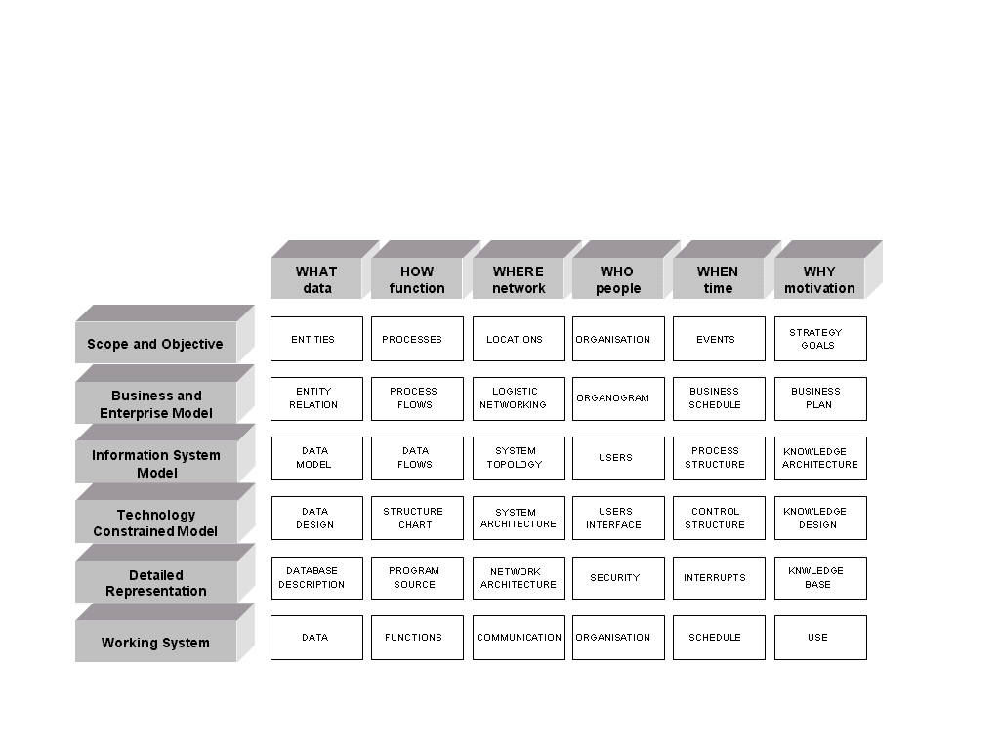 WHAT
data
HOW
function
WHERE
network
WHO
people
WHEN
time
WHY
motivation
Scope and Objective
ENTITIES
PROCESSES
LOCATIONS
ORGANISATION
EVENTS
STRATEGY
GOALS
Business and
Enterprise Model
ENTITY
RELATION
PROCESS
FLOWS
LOGISTIC
NETWORKING
ORGANOGRAM
BUSINESS
SCHEDULE
BUSINESS
PLAN
Information System
Model
DATA
MODEL
DATA
FLOWS
SYSTEM
TOPOLOGY
USERS
PROCESS
STRUCTURE
KNOWLEDGE
ARCHITECTURE
Technology
Constrained Model
DATA
DESIGN
STRUCTURE
CHART
SYSTEM
ARCHITECTURE
USERS
INTERFACE
CONTROL
STRUCTURE
KNOWLEDGE
DESIGN
Detailed
Representation
DATABASE
DESCRIPTION
PROGRAM
SOURCE
NETWORK
ARCHITECTURE
SECURITY
INTERRUPTS
KNWLEDGE
BASE
Working System
DATA
FUNCTIONS
COMMUNICATION
ORGANISATION
SCHEDULE
USE